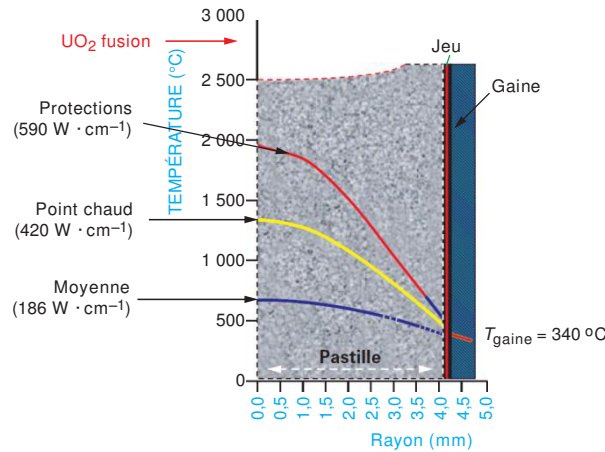 3 000
UO2 fusion
TEMPÉRATURE (°C)
Jeu
2 500
Gaine
Protections
(590 W · cm–1)
2 000
1 500
Point chaud
(420 W · cm–1)
1 000
Moyenne
(186 W · cm–1)
500
Tgaine = 340 °C
Pastille
0
0,0 0,5 1,0 1,5 2,0 2,5 3,0 3,5 4,0 4,5 5,0
Rayon (mm)